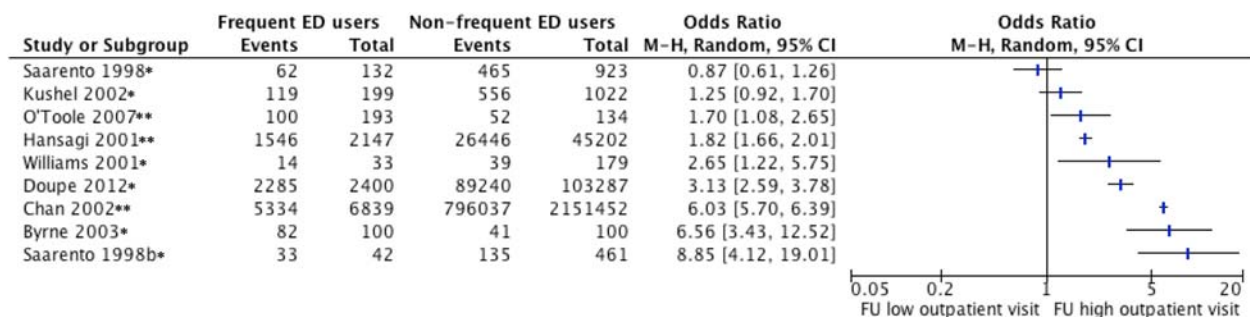 Frequent ED users Non-frequent ED users Odds Ratio Odds Ratio
Study or Subgroup Events Total Events Total M-H, Random, 95% CI M-H, Random, 95% CI
Saarento 1998* 62 132 465 923 0.87 [0.61, 1.26]
Kushel 2002* 119 199 556 1022 1.25 [0.92, 1.70]
O'Toole 2007** 100 193 52 134 1.70 [1.08, 2.65]
Hansagi 2001** 1546 2147 26446 45202 1.82 [1.66, 2.01]
Williams 2001* 14 33 39 179 2.65 [1.22, 5.75]
Doupe 2012* 2285 2400 89240 103287 3.13 [2.59, 3.78]
Chan 2002** 5334 6839 796037 2151452 6.03 [5.70, 6.39]
Byrne 2003* 82 100 41 100 6.56 [3.43, 12.52]
Saarento 1998b* 33 42 135 461 8.85 [4.12, 19.01]
0.05 0.2 1 5 20
FU low outpatient visit FU high outpatient visit